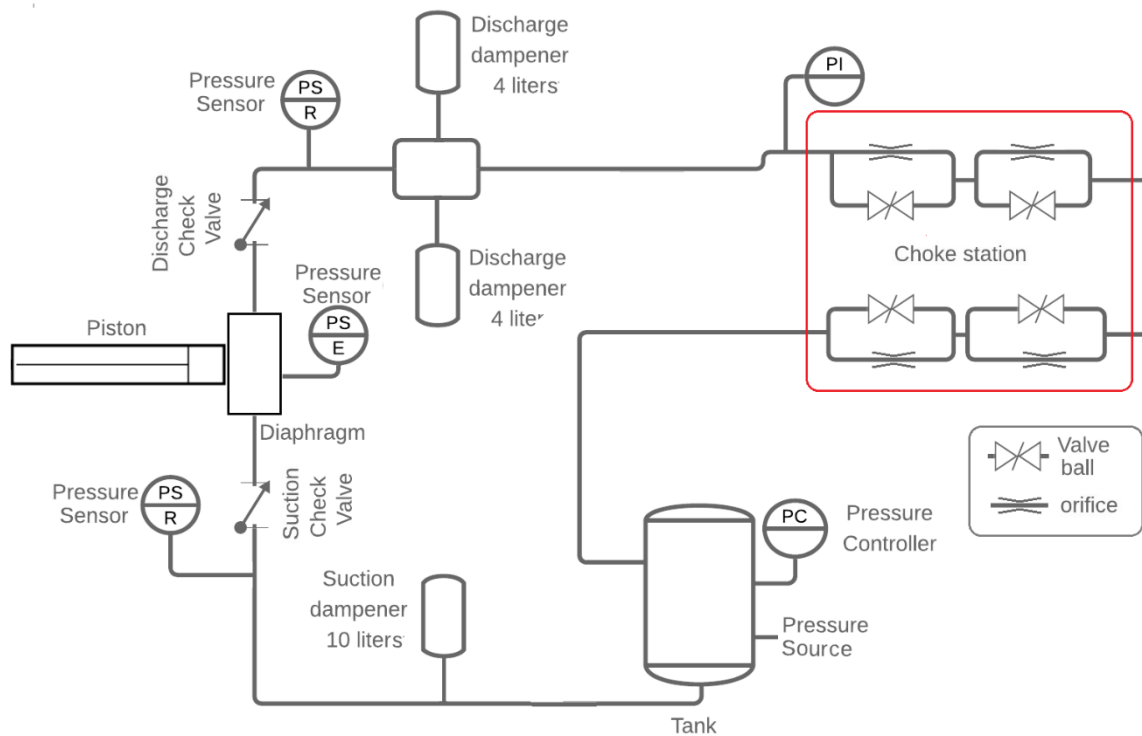 Discharge
dampener
4 liters
PI
Pressure
Sensor
PS
R
Discharge
Check
Valve
Choke station
Discharge
dampener
4 liter
Pressure
Sensor
PS
E
Piston
Diaphragm
Valve
ball
orifice
Pressure
Sensor
PS
R
Suction
Check
Valve
PC
Pressure
Controller
Suction
dampener
10 liters
Pressure
Source
Tank